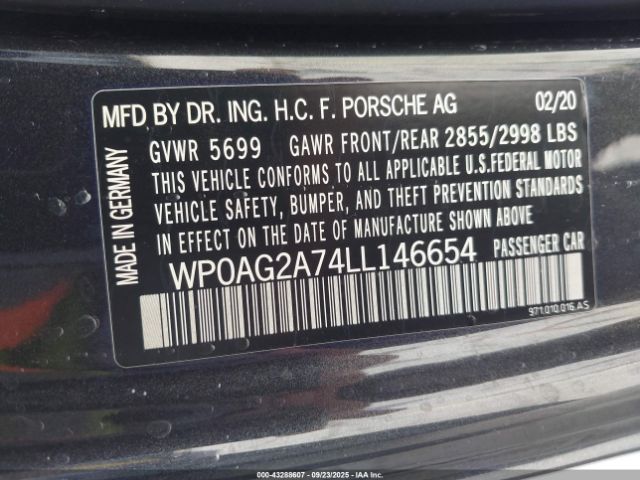 MFD BY DR. ING. H.C. F. PORSCHE AG 02/20
GVWR 5699 GAWR FRONT/REAR 2855/2998 LBS
THIS VEHICLE CONFORMS TO ALL APPLICABLE U.S.FEDERAL MOTOR
VEHICLE SAFETY, BUMPER, AND THEFT PREVENTION STANDARDS
IN EFFECT ON THE DATE OF MANUFACTURE SHOWN ABOVE
WP0AG2A74LL146654 PASSENGER CAR
MADE IN GERMANY
971.010.016.AS
000-43288607 - 09/23/2025 - IAA Inc.